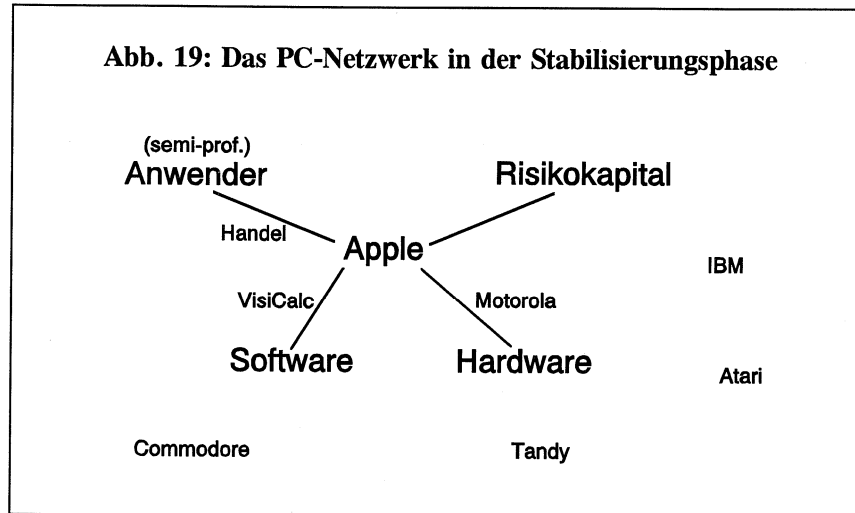 Abb. 19: Das PC-Netzwerk in der Stabilisierungsphase
(semi-prof.)
Anwender
Risikokapital
Handel
Apple
IBM
VisiCalc
Motorola
Software
Hardware
Atari
Commodore
Tandy